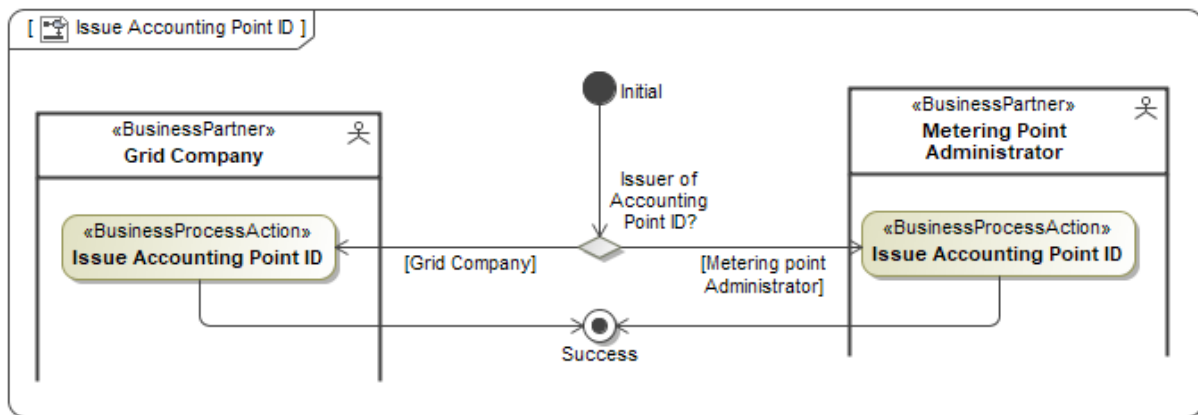 [ Issue Accounting Point ID ]
Initial
«BusinessPartner»
Grid Company
«BusinessPartner»
Metering Point
Administrator
Issuer of
Accounting
Point ID?
«BusinessProcessAction»
Issue Accounting Point ID
«BusinessProcessAction»
Issue Accounting Point ID
[Grid Company]
[Metering point
Administrator]
Success